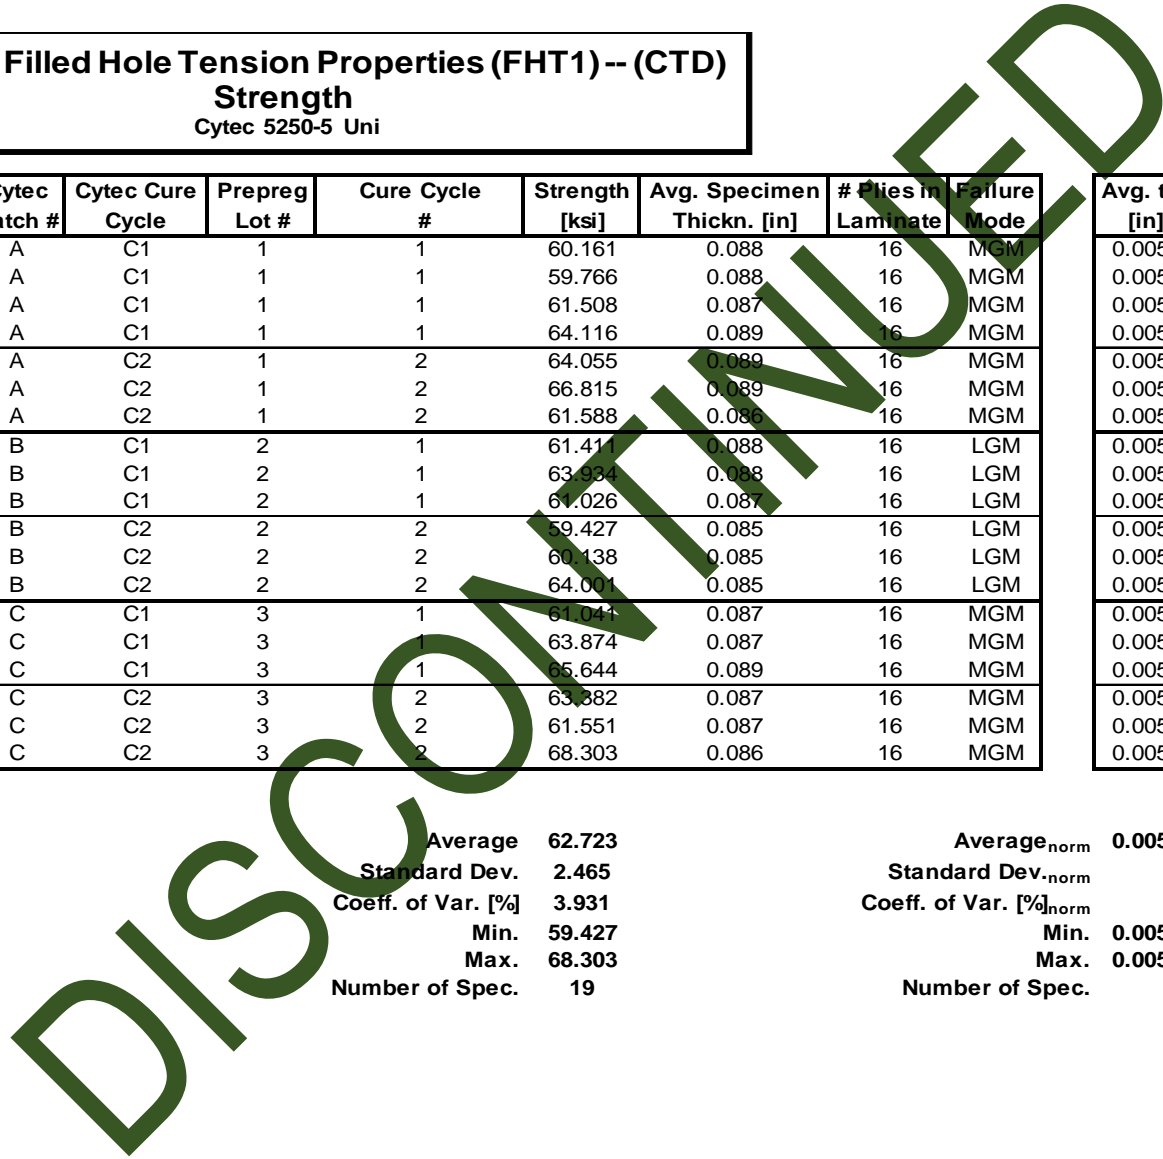 Filled Hole Tension Properties (FHT1) -- (CTD)
Strength
Cytec 5250-5 Uni
Cytec Cytec Cure Prepreg Cure Cycle Strength Avg. Specimen # Plies in Failure Avg. t
atch # Cycle Lot # # [ksi] Thickn. [in] Laminate Mode [in]
A C1 1 1 60.161 0.088 16 MGM 0.005
A C1 1 1 59.766 0.088 16 MGM 0.005
A C1 1 1 61.508 0.087 16 MGM 0.005
A C1 1 1 64.116 0.089 16 MGM 0.005
A C2 1 2 64.055 0.089 16 MGM 0.005
A C2 1 2 66.815 0.089 16 MGM 0.005
A C2 1 2 61.588 0.086 16 MGM 0.005
B C1 2 1 61.411 0.088 16 LGM 0.005
B C1 2 1 63.934 0.088 16 LGM 0.005
B C1 2 1 61.026 0.087 16 LGM 0.005
B C2 2 2 59.427 0.085 16 LGM 0.005
B C2 2 2 60.138 0.085 16 LGM 0.005
B C2 2 2 64.001 0.085 16 LGM 0.005
C C1 3 1 61.041 0.087 16 MGM 0.005
C C1 3 1 63.874 0.087 16 MGM 0.005
C C1 3 1 65.644 0.089 16 MGM 0.005
C C2 3 2 63.382 0.087 16 MGM 0.005
C C2 3 2 61.551 0.087 16 MGM 0.005
C C2 3 2 68.303 0.086 16 MGM 0.005
Average 62.723 Averagenorm 0.005
Standard Dev. 2.465 Standard Dev.norm
Coeff. of Var. [%] 3.931 Coeff. of Var. [%]norm
Min. 59.427 Min. 0.005
Max. 68.303 Max. 0.005
Number of Spec. 19 Number of Spec.
DISCONTINUED